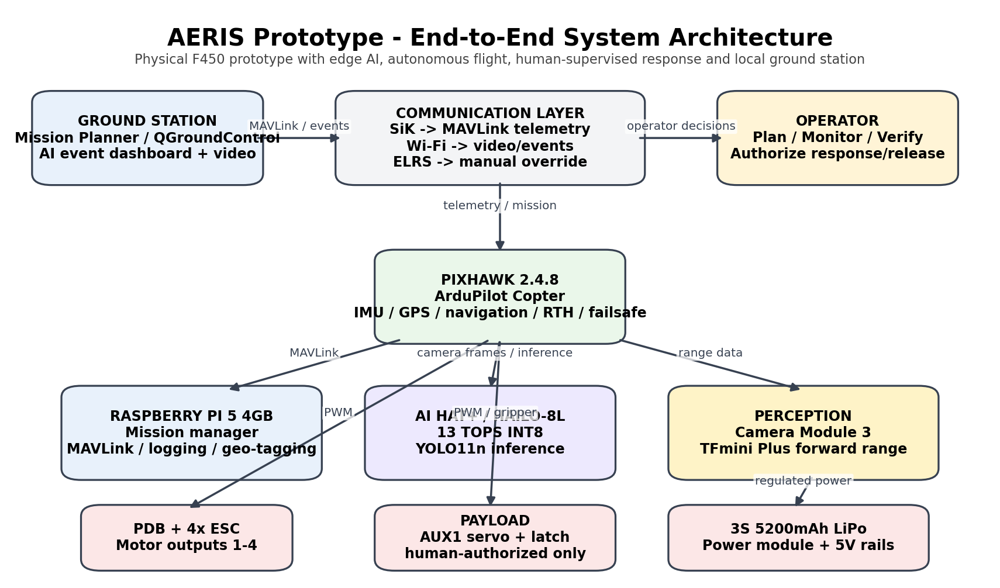 AERIS Prototype - End-to-End System Architecture
Physical F450 prototype with edge AI, autonomous flight, human-supervised response and local ground station
GROUND STATION
Mission Planner / QGroundControl
AI event dashboard + video
MAVLink / events
COMMUNICATION LAYER
SiK -> MAVLink telemetry
Wi-Fi -> video/events
ELRS -> manual override
operator decisions
OPERATOR
Plan / Monitor / Verify
Authorize response/release
telemetry / mission
PIXHAWK 2.4.8
ArduPilot Copter
IMU / GPS / navigation / RTH / failsafe
MAVLink
camera frames / inference
range data
RASPBERRY PI 5 4GB
Mission manager
MAVLink / logging / geo-tagging
PWM
PWM / gripper
AI HAT+ / HAILO-8L
13 TOPS INT8
YOLO11n inference
PERCEPTION
Camera Module 3
TFmini Plus forward range
regulated power
PDB + 4x ESC
Motor outputs 1-4
PAYLOAD
AUX1 servo + latch
human-authorized only
3S 5200mAh LiPo
Power module + 5V rails